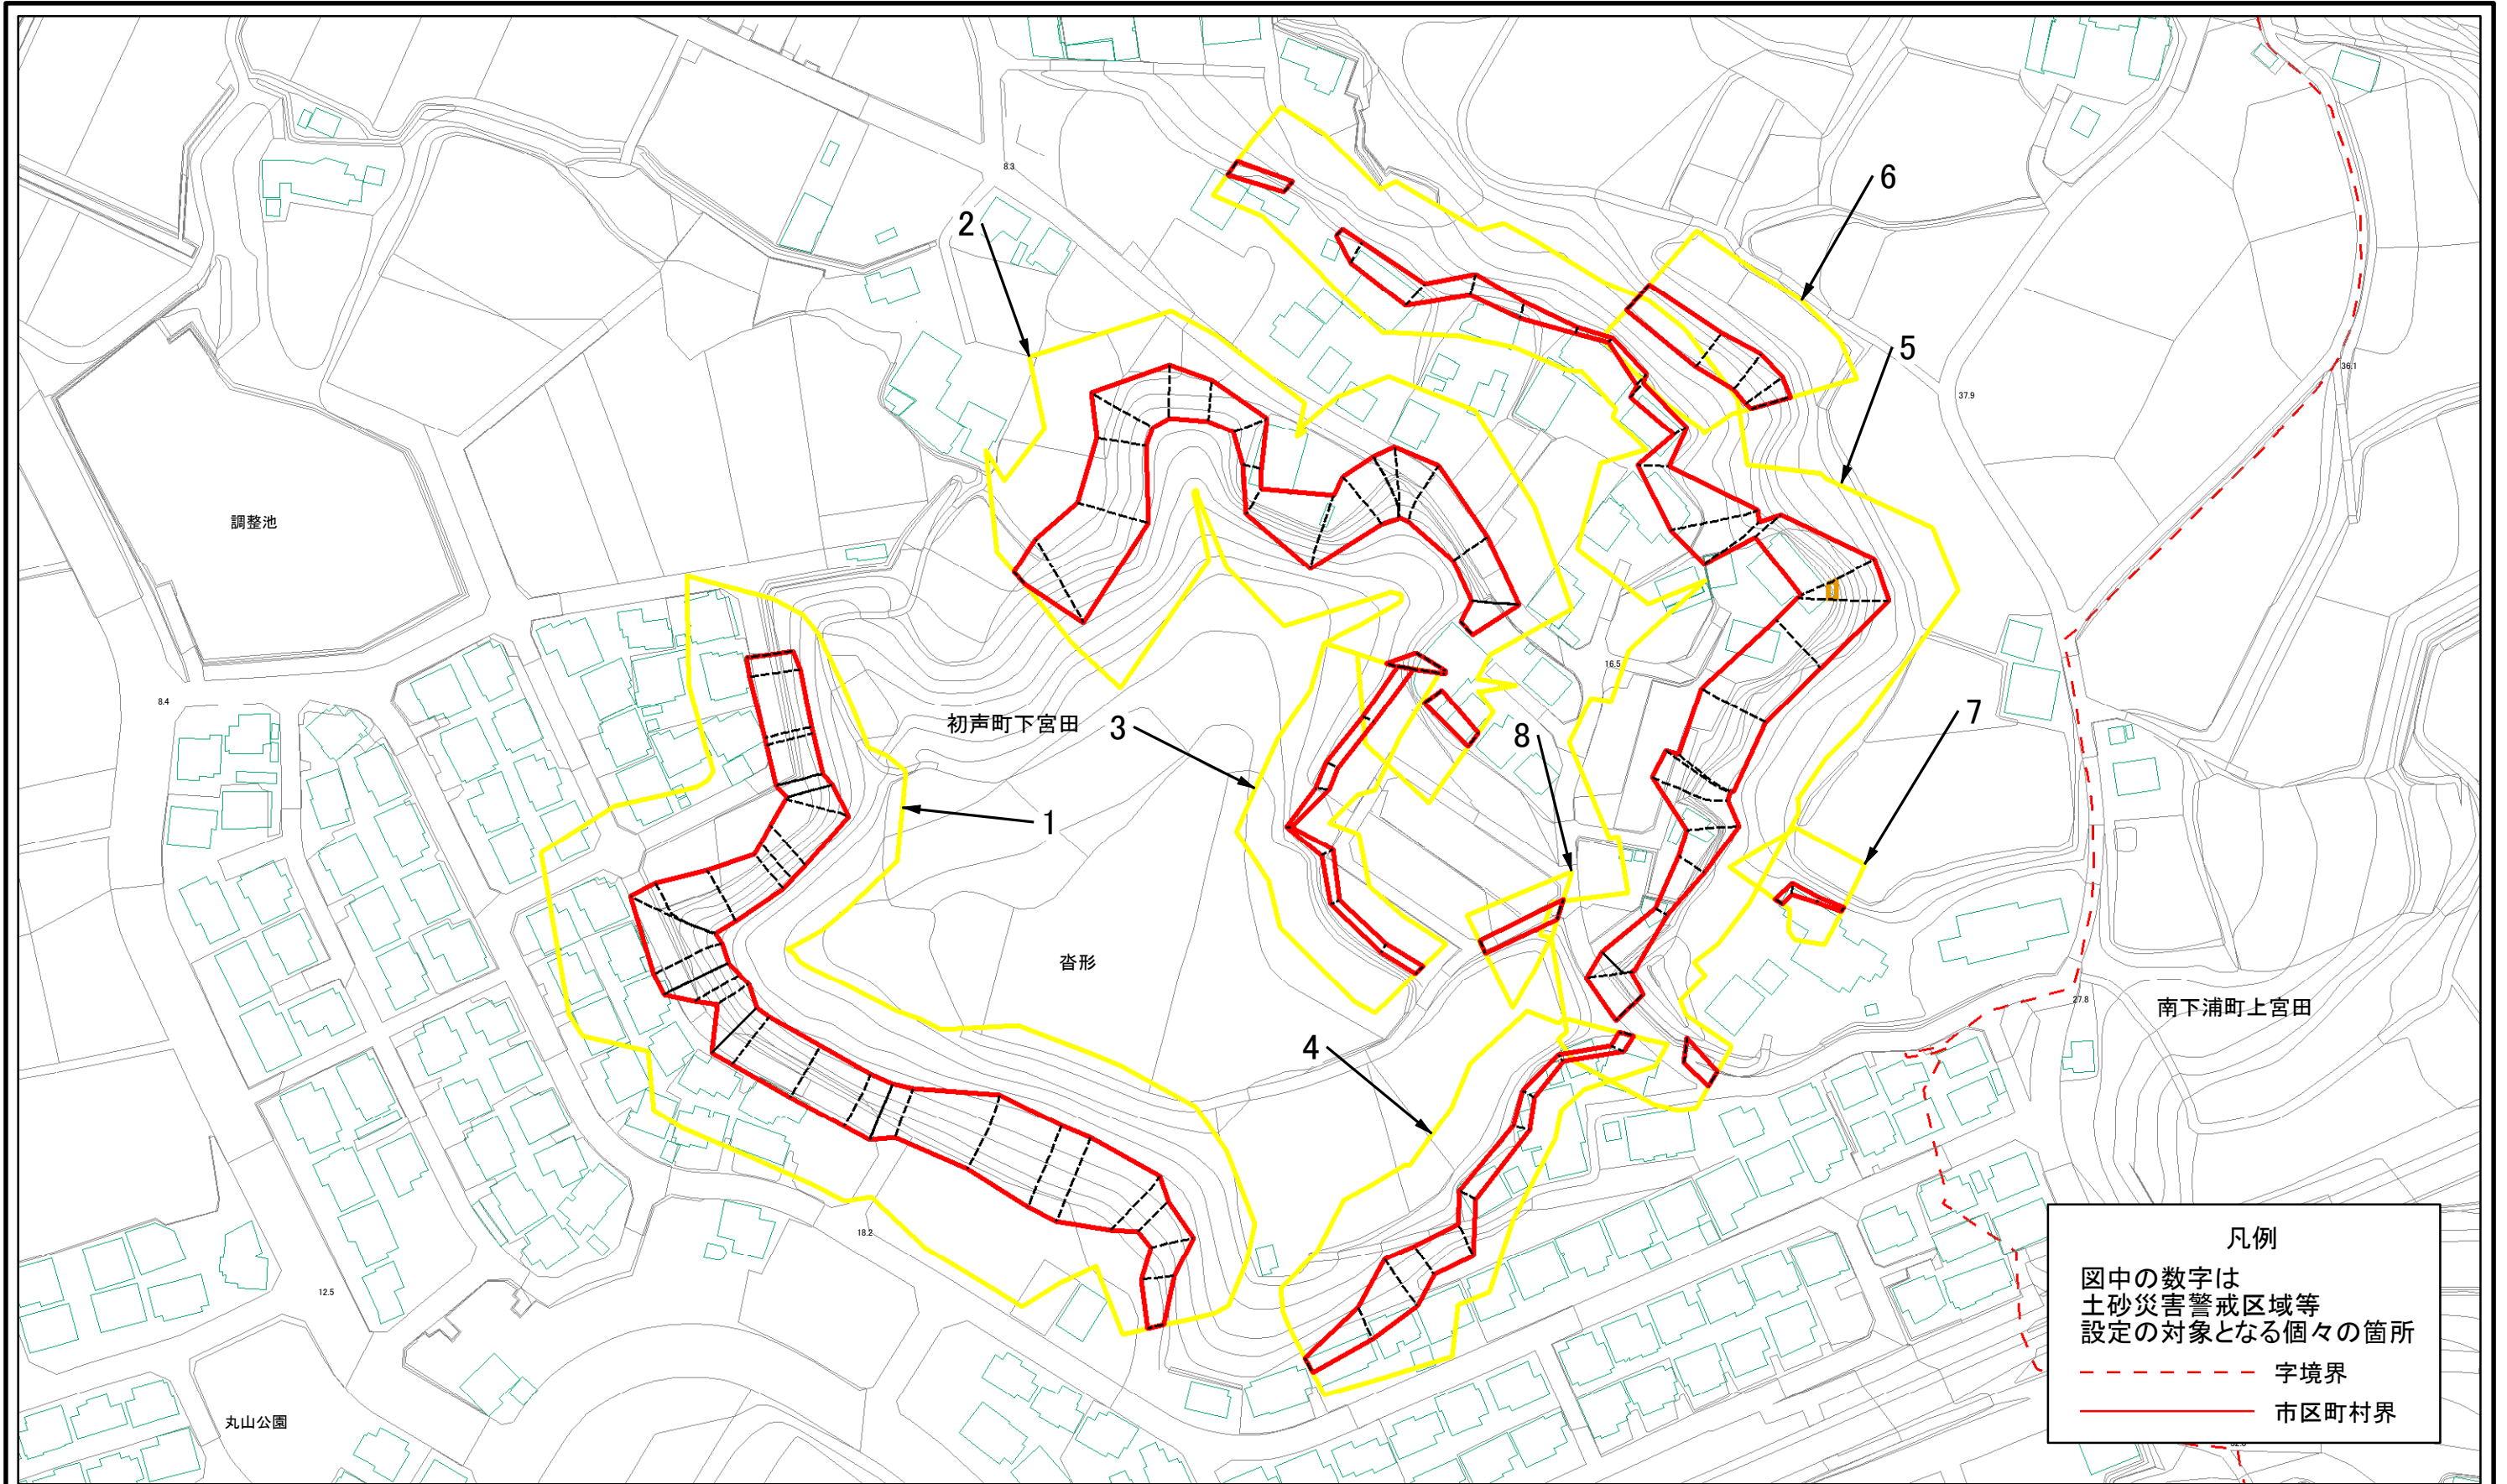 8.3
6
2
5
36.1
37.9
調整池
16.5
8.4
初声町下宮田
3
8
7
1
沓形
27.8
南下浦町上宮田
4
18.2
12.5
丸山公園
凡例
図中の数字は
土砂災害警戒区域等
設定の対象となる個々の箇所
字境界
市区町村界